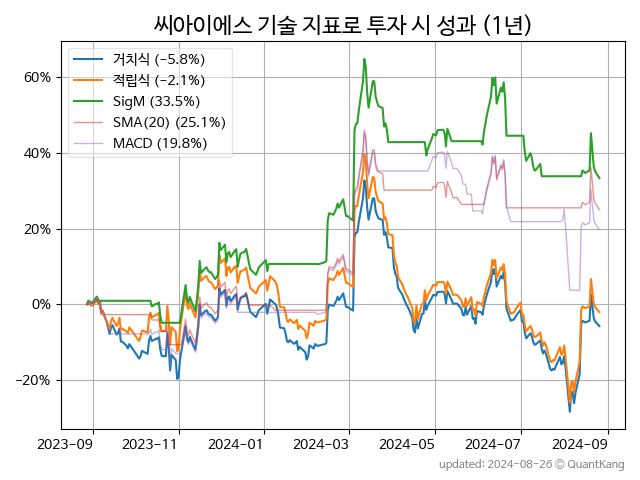 씨아이에스 기술 지표로 투자 시 성과 (1년)
거치식 (−5.8%)
적립식 (−2.1%)
SigM (33.5%)
SMA(20) (25.1%)
MACD (19.8%)
60%
40%
20%
0%
−20%
2023-09 2023-11 2024-01 2024-03 2024-05 2024-07 2024-09
updated: 2024-08-26 © QuantKang